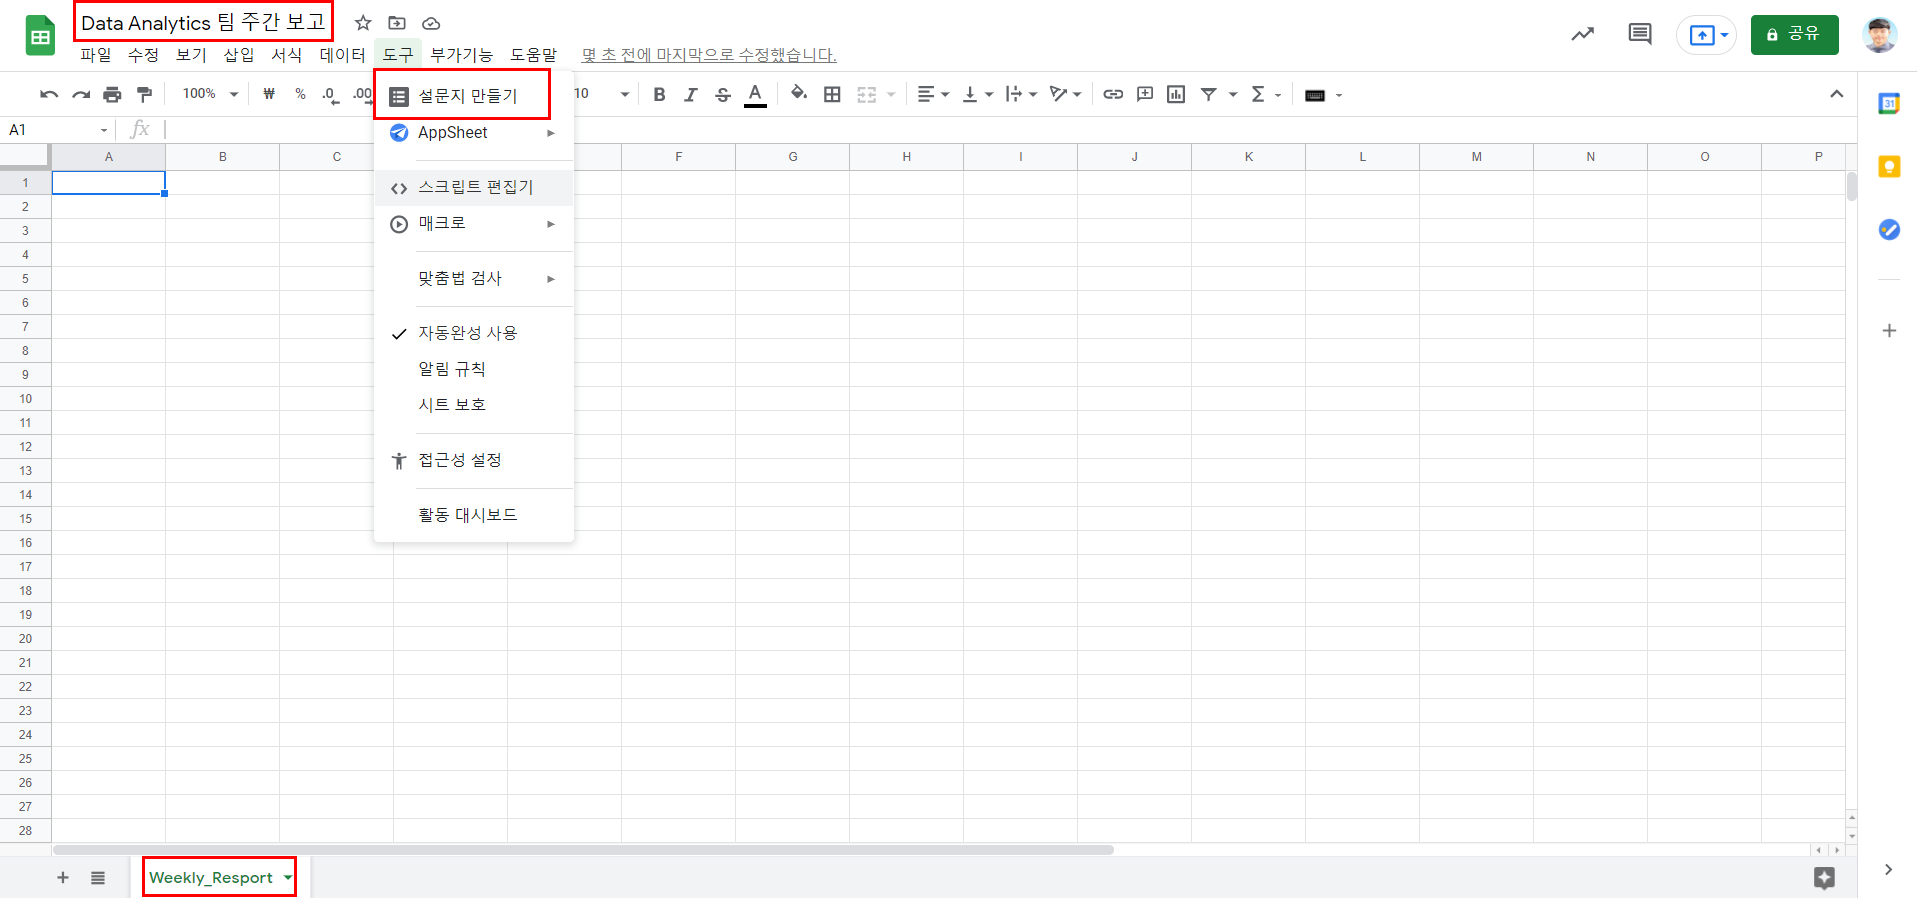 Data Analytics 팀 주간 보고
파일 수정 보기 삽입 서식 데이터 도구 부가기능 도움말 몇 초 전에 마지막으로 수정했습니다.
공유
100% ₩ % .0 .00 10 B I S A
A1 fx
A B C F G H I J K L M N O P
설문지 만들기
AppSheet
스크립트 편집기
매크로
맞춤법 검사
자동완성 사용
알림 규칙
시트 보호
접근성 설정
활동 대시보드
1
2
3
4
5
6
7
8
9
10
11
12
13
14
15
16
17
18
19
20
21
22
23
24
25
26
27
28
Weekly_Resport
31